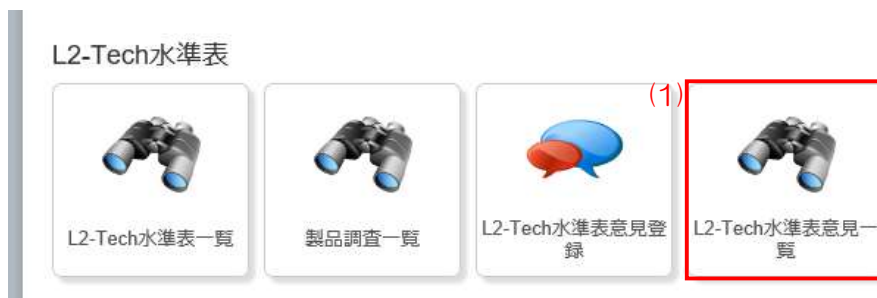 L2-Tech水準表
(1)
L2-Tech水準表一覧
製品調査一覧
L2-Tech水準表意見登
録
L2-Tech水準表意見一
覧